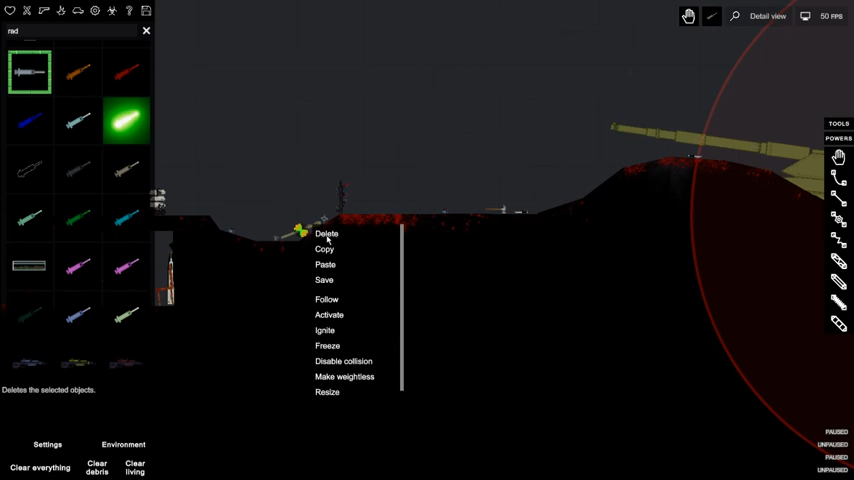 rad
Detail view
50 FPS
TOOLS
POWERS
Delete
Copy
Paste
Save
Follow
Activate
Ignite
Freeze
Disable collision
Make weightless
Resize
Deletes the selected objects.
Settings
Environment
Clear everything
Clear
debris
Clear
living
PAUSED
UNPAUSED
PAUSED
UNPAUSED